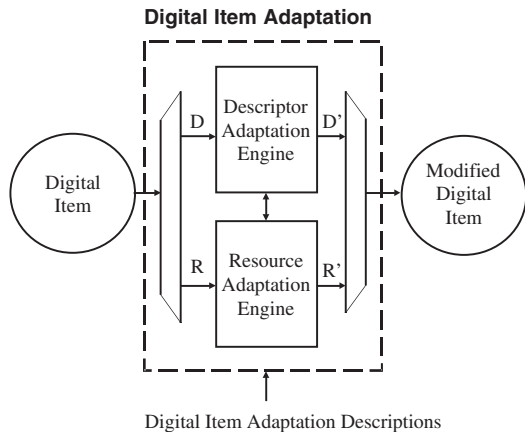 Digital Item Adaptation
Digital
Item
D
Descriptor
Adaptation
Engine
D’
R
Resource
Adaptation
Engine
R’
Modified
Digital
Item
Digital Item Adaptation Descriptions